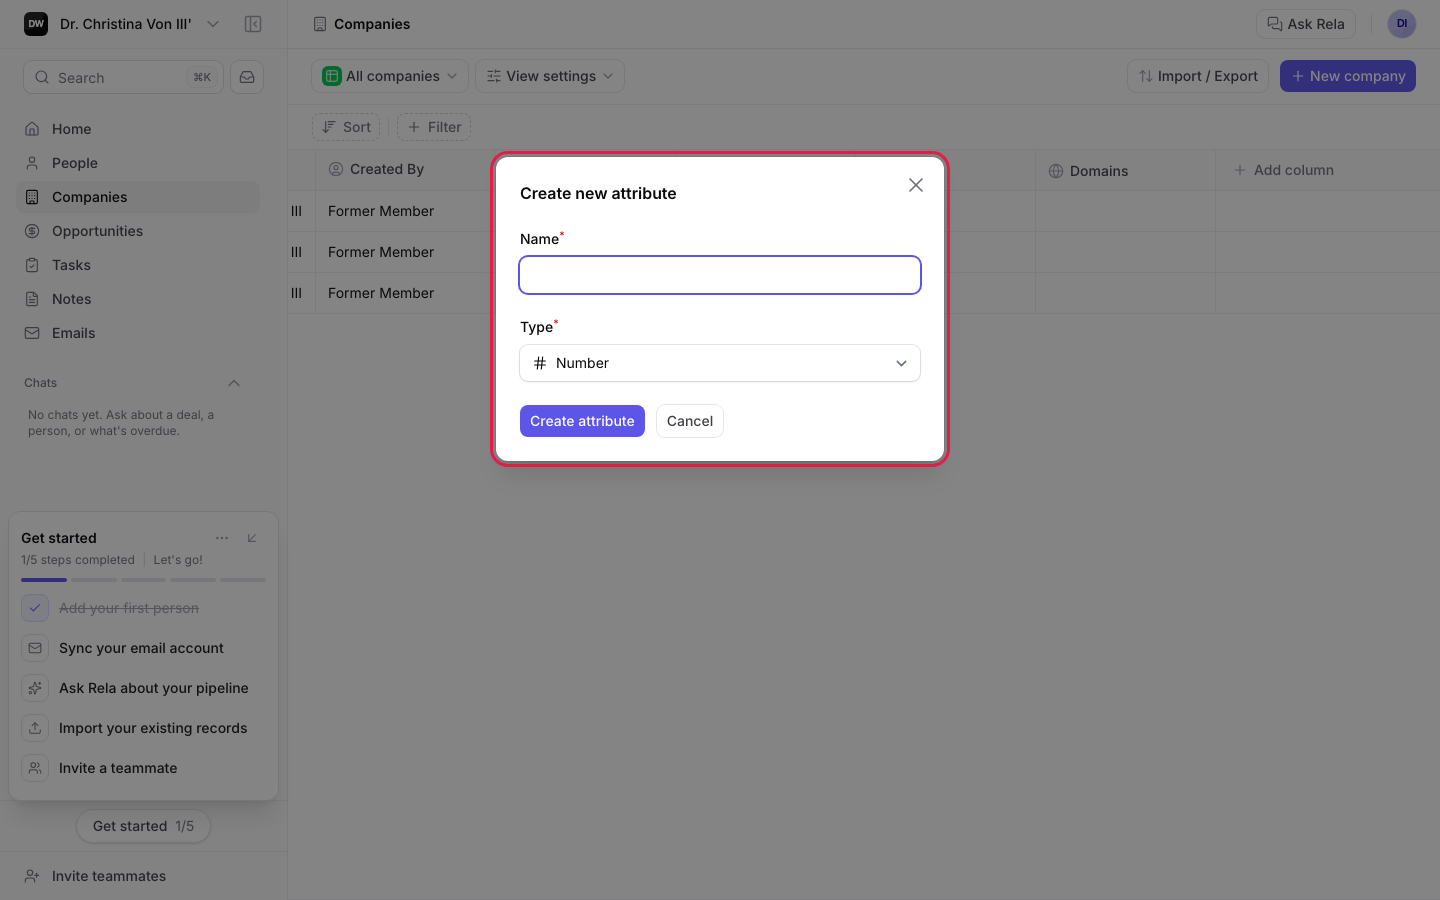 DW Dr. Christina Von III'
Companies
Ask Rela
DI
Search ⌘K
All companies
View settings
Import / Export
New company
Sort
Filter
Home
People
Companies
Opportunities
Tasks
Notes
Emails
Chats
No chats yet. Ask about a deal, a
person, or what's overdue.
Created By
Domains
Add column
III Former Member
III Former Member
III Former Member
Create new attribute
Name*
Type*
Number
Create attribute
Cancel
Get started
1/5 steps completed
Let's go!
Add your first person
Sync your email account
Ask Rela about your pipeline
Import your existing records
Invite a teammate
Get started 1/5
Invite teammates